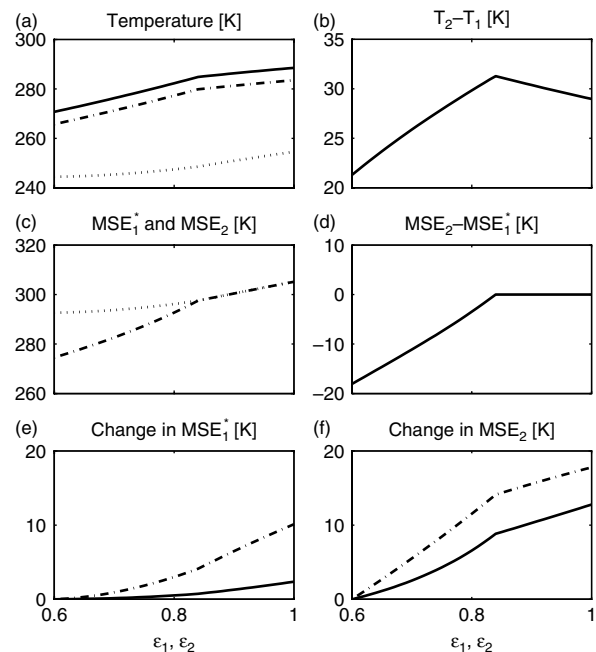 (a) Temperature [K]
300
280
260
240
(b) T₂–T₁ [K]
35
30
25
20
(c) MSE₁* and MSE₂ [K]
320
300
280
260
(d) MSE₂–MSE₁* [K]
10
0
−10
−20
(e) Change in MSE₁* [K]
20
10
0
0.6 0.8 1
ε₁, ε₂
(f) Change in MSE₂ [K]
20
10
0
0.6 0.8 1
ε₁, ε₂